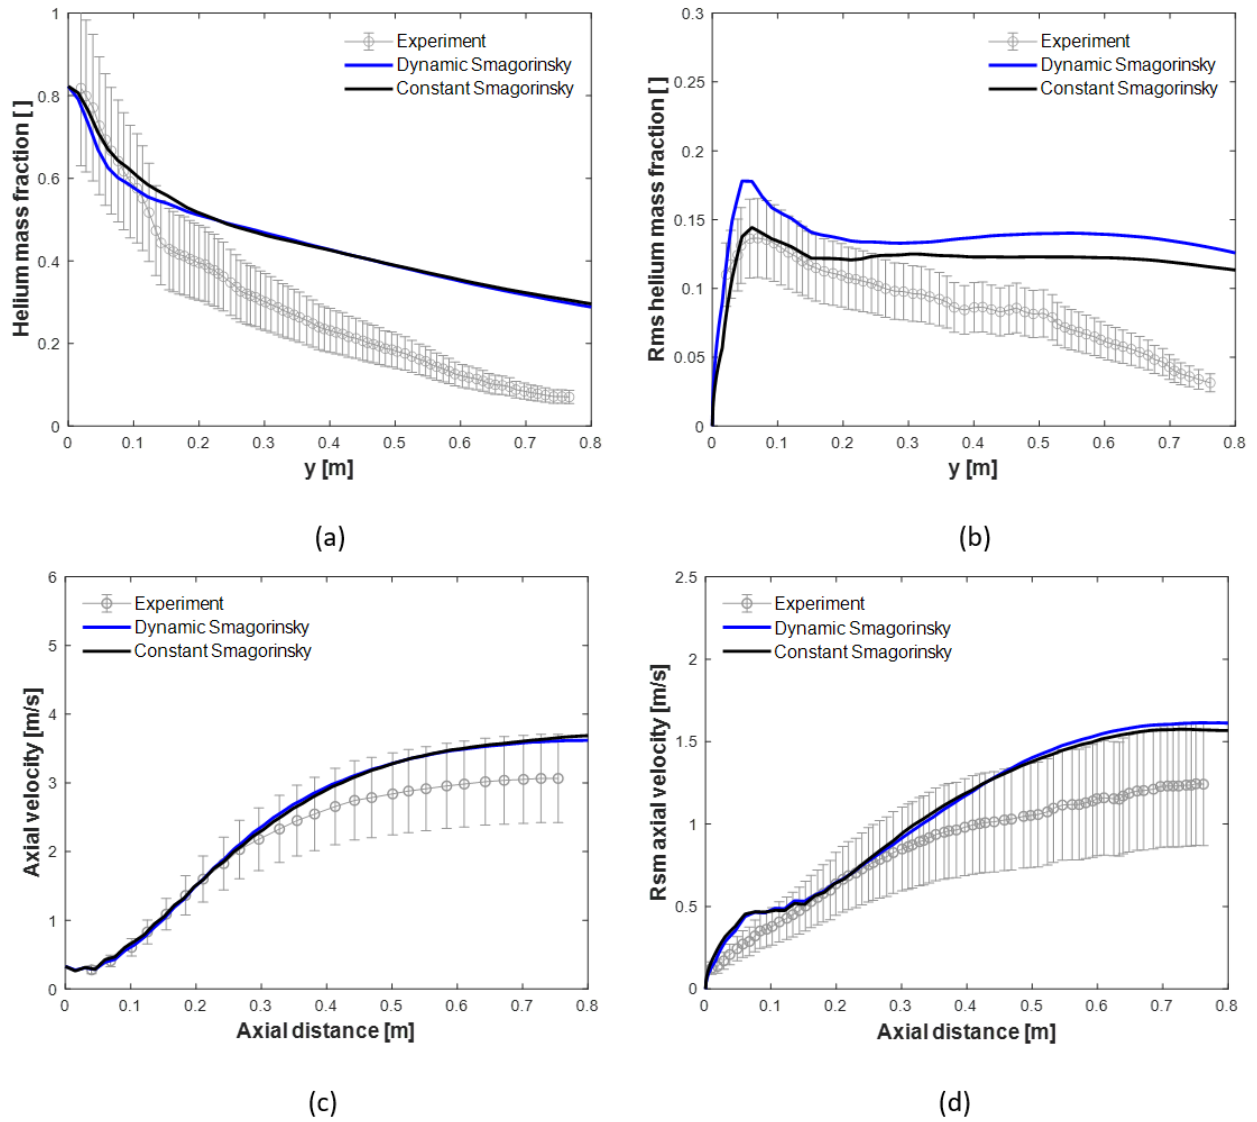 Helium mass fraction [ ]
1
0.8
0.6
0.4
0.2
0
Experiment
Dynamic Smagorinsky
Constant Smagorinsky
0 0.1 0.2 0.3 0.4 0.5 0.6 0.7 0.8
y [m]
(a)
Rms helium mass fraction [ ]
0.3
0.25
0.2
0.15
0.1
0.05
0
Experiment
Dynamic Smagorinsky
Constant Smagorinsky
0 0.1 0.2 0.3 0.4 0.5 0.6 0.7 0.8
y [m]
(b)
Axial velocity [m/s]
6
5
4
3
2
1
0
Experiment
Dynamic Smagorinsky
Constant Smagorinsky
0 0.1 0.2 0.3 0.4 0.5 0.6 0.7 0.8
Axial distance [m]
(c)
Rsm axial velocity [m/s]
2.5
2
1.5
1
0.5
0
Experiment
Dynamic Smagorinsky
Constant Smagorinsky
0 0.1 0.2 0.3 0.4 0.5 0.6 0.7 0.8
Axial distance [m]
(d)